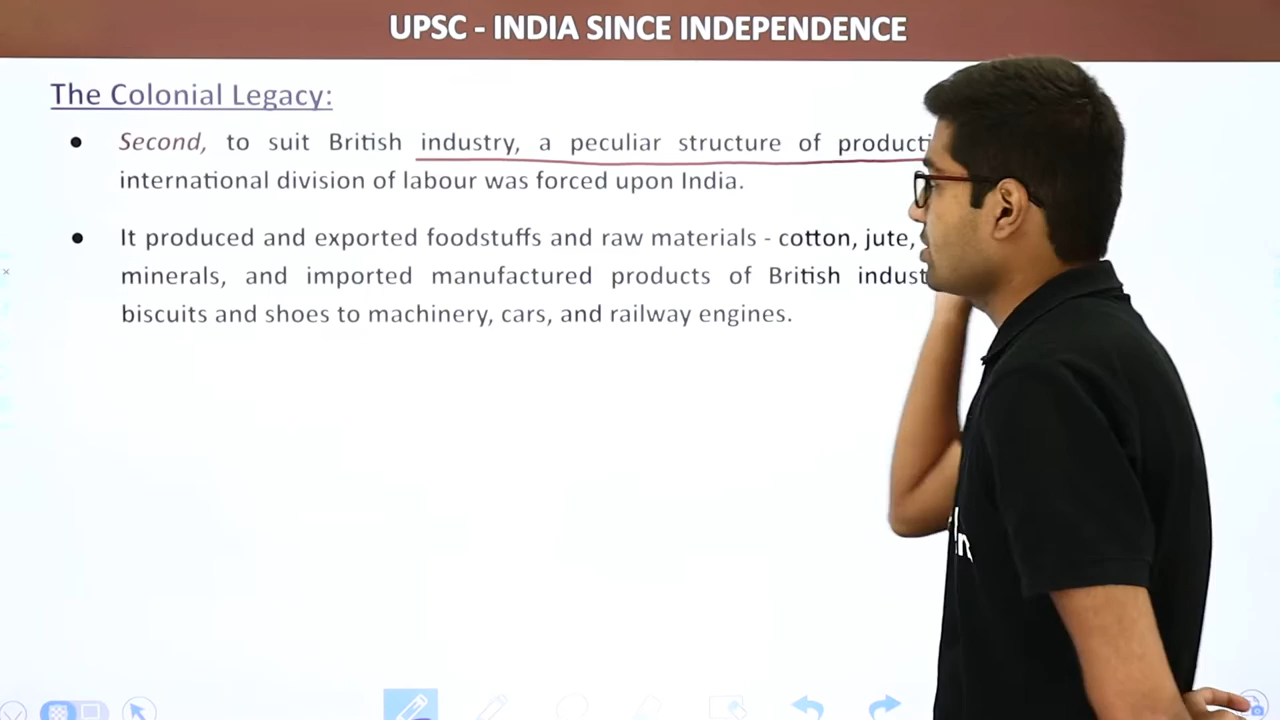 UPSC - INDIA SINCE INDEPENDENCE
The Colonial Legacy:
● Second, to suit British industry, a peculiar structure of
international division of labour was forced upon India.
● It produced and exported foodstuffs and raw materials - cotton, jute,
minerals, and imported manufactured products of British
biscuits and shoes to machinery, cars, and railway engines.